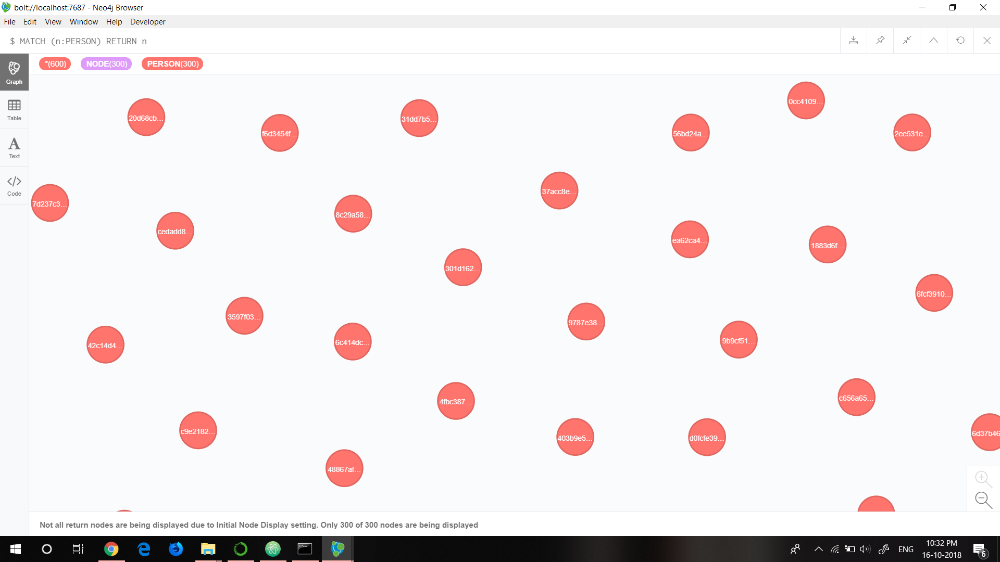 bolt://localhost:7687 - Neo4j Browser
File Edit View Window Help Developer
$ MATCH (n:PERSON) RETURN n
*(600) NODE(300) PERSON(300)
Graph
Table
A
Text
</>
Code
0cc4109...
20d68cb...
31dd7b5...
f6d3454f...
56bd24a...
2ee531e...
37acc8e...
7d237c3...
8c29a58...
cedadd8...
ea62ca4...
1883d6f...
301d162...
6fcf3910...
3597f03...
9787e38...
9b9cf51...
6c414dc...
42c14d4...
c656a65...
4fbc387...
c9e2182...
6d37b46
403b9e5...
d0fcfe39...
48867af...
Not all return nodes are being displayed due to Initial Node Display setting. Only 300 of 300 nodes are being displayed
ENG
10:32 PM
16-10-2018
6